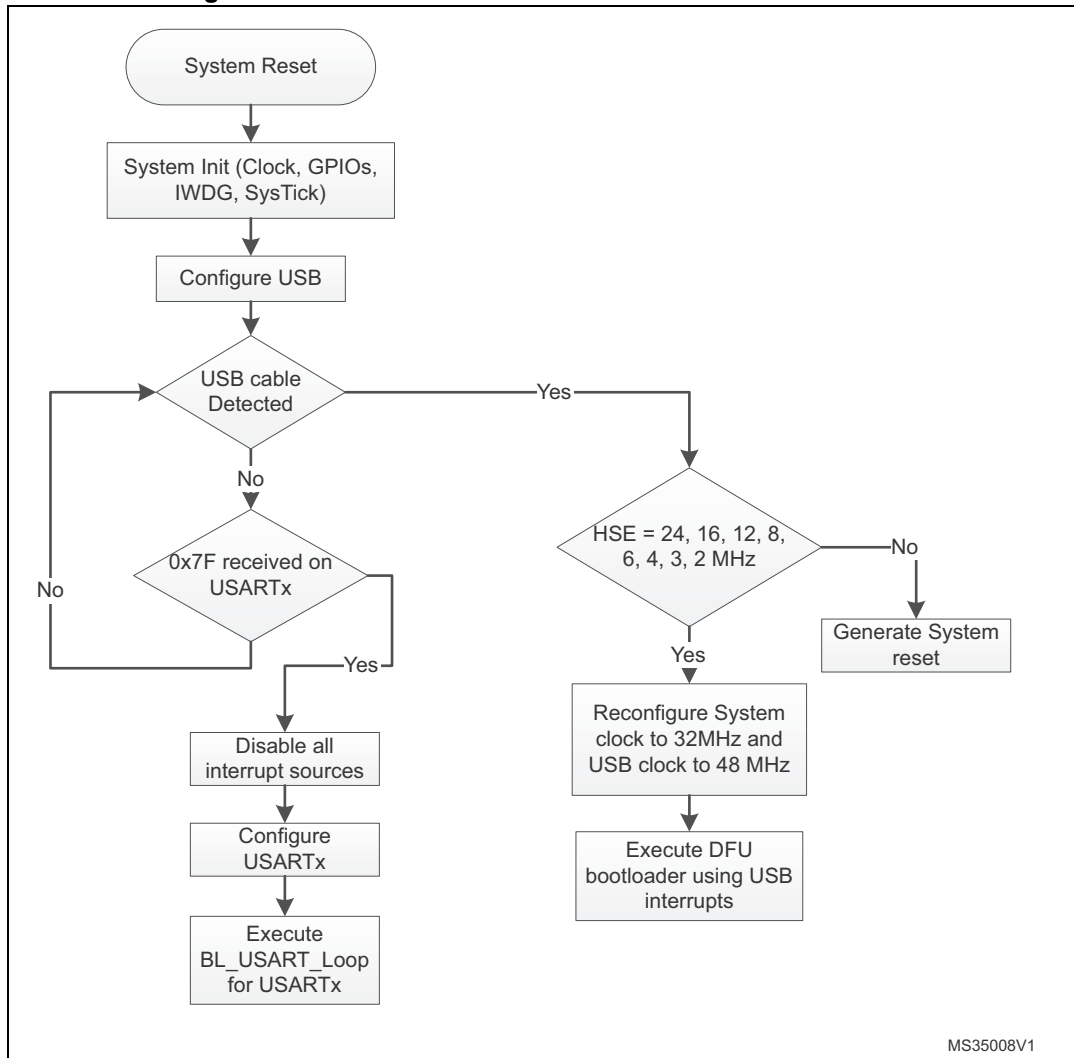 System Reset
System Init (Clock, GPIOs,
IWDG, SysTick)
Configure USB
USB cable
Detected
Yes
No
0x7F received on
USARTx
No
Yes
Disable all
interrupt sources
Configure
USARTx
Execute
BL_USART_Loop
for USARTx
HSE = 24, 16, 12, 8,
6, 4, 3, 2 MHz
No
Generate System
reset
Yes
Reconfigure System
clock to 32MHz and
USB clock to 48 MHz
Execute DFU
bootloader using USB
interrupts
MS35008V1